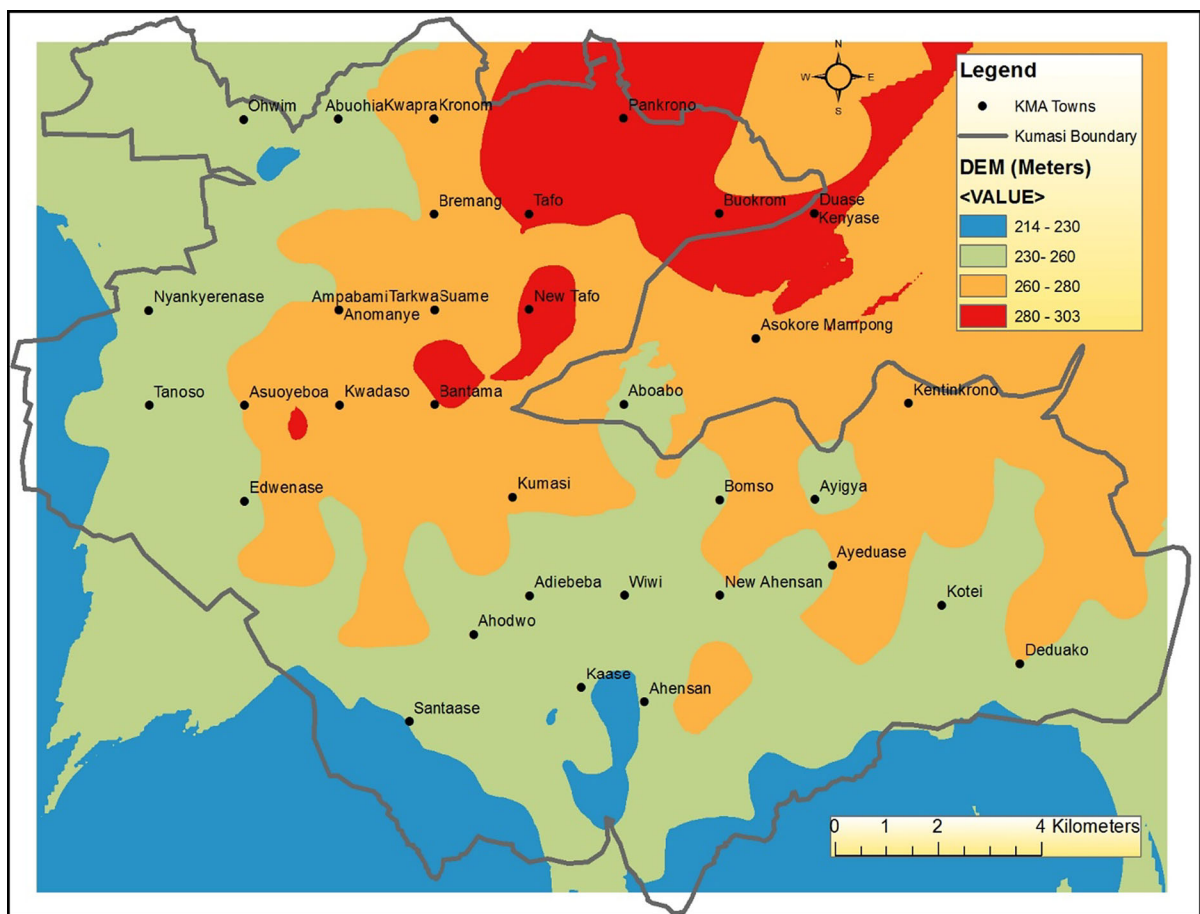 N
W E
S
Legend
KMA Towns
Kumasi Boundary
DEM (Meters)
<VALUE>
214 - 230
230- 260
260 - 280
280 - 303
Ohwim
Abuohia
Kwapra
Kronom
Pankrono
Bremang
Tafo
Buokrom
Duase
Kenyase
Nyankyerenase
Ampabami
Anomanye
Tarkwa
Suame
New Tafo
Asokore Mampong
Tanoso
Asuoyeboa
Kwadaso
Bantama
Aboabo
Kentinkrono
Edwenase
Kumasi
Bomso
Ayigya
Ayeduase
Adiebeba
Wiwi
New Ahensan
Kotei
Ahodwo
Deduako
Kaase
Ahensan
Santaase
0 1 2 4 Kilometers